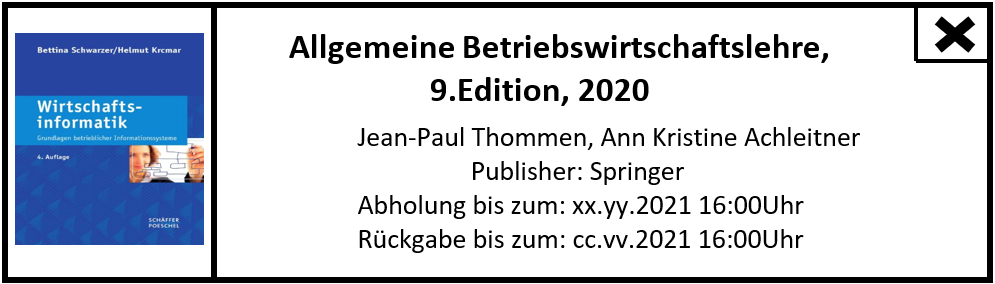 Bettina Schwarzer/Helmut Krcmar
Wirtschafts-
informatik
Grundlagen betrieblicher Informationssysteme
4. Auflage
SCHÄFFER
POESCHEL
Allgemeine Betriebswirtschaftslehre,
9.Edition, 2020
Jean-Paul Thommen, Ann Kristine Achleitner
Publisher: Springer
Abholung bis zum: xx.yy.2021 16:00Uhr
Rückgabe bis zum: cc.vv.2021 16:00Uhr